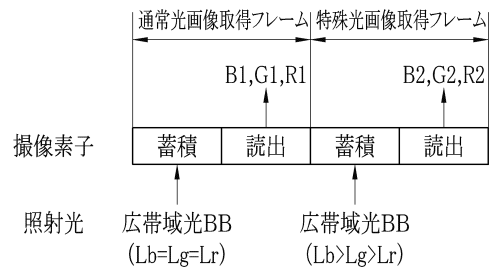 通常光画像取得フレーム 特殊光画像取得フレーム
B1,G1,R1 B2,G2,R2
撮像素子 蓄積 読出 蓄積 読出
照射光 広帯域光BB 広帯域光BB
(Lb=Lg=Lr) (Lb>Lg>Lr)